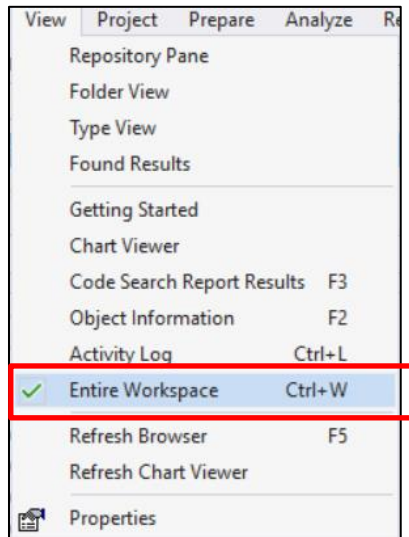 View Project Prepare Analyze
Repository Pane
Folder View
Type View
Found Results
Getting Started
Chart Viewer
Code Search Report Results F3
Object Information F2
Activity Log Ctrl+L
Entire Workspace Ctrl+W
Refresh Browser F5
Refresh Chart Viewer
Properties